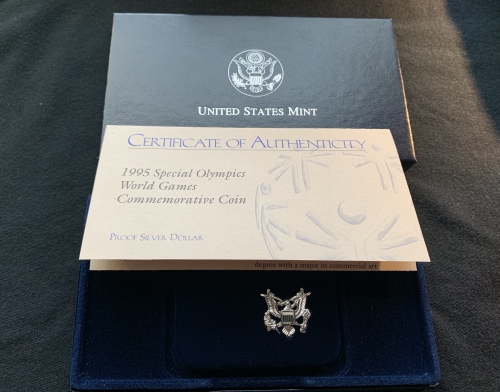 UNITED STATES MINT
CERTIFICATE OF AUTHENTICITY
1995 Special Olympics
World Games
Commemorative Coin
PROOF SILVER DOLLAR
degree with a major in commercial art